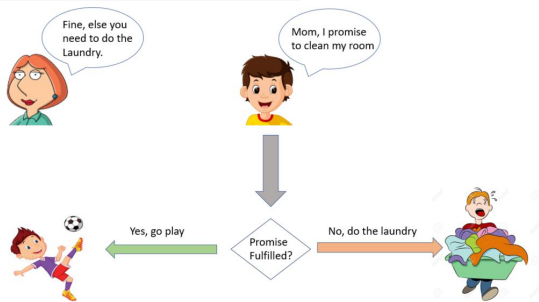 Fine, else you
need to do the
Laundry.
Mom, I promise
to clean my room
Yes, go play
Promise
Fulfilled?
No, do the laundry